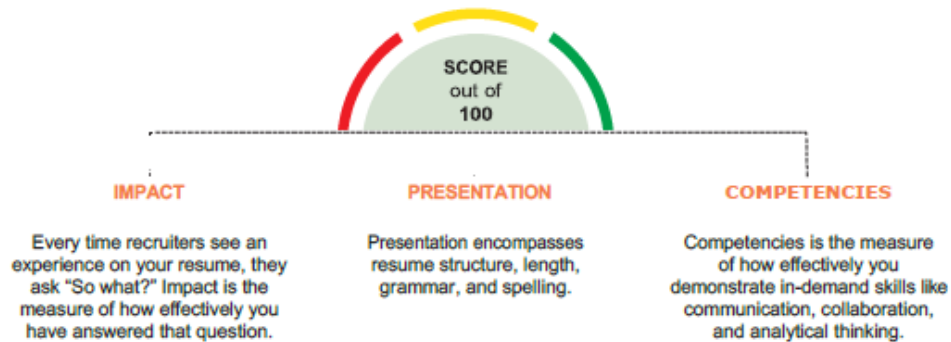 SCORE
out of
100
IMPACT
Every time recruiters see an
experience on your resume, they
ask “So what?” Impact is the
measure of how effectively you
have answered that question.
PRESENTATION
Presentation encompasses
resume structure, length,
grammar, and spelling.
COMPETENCIES
Competencies is the measure
of how effectively you
demonstrate in-demand skills like
communication, collaboration,
and analytical thinking.